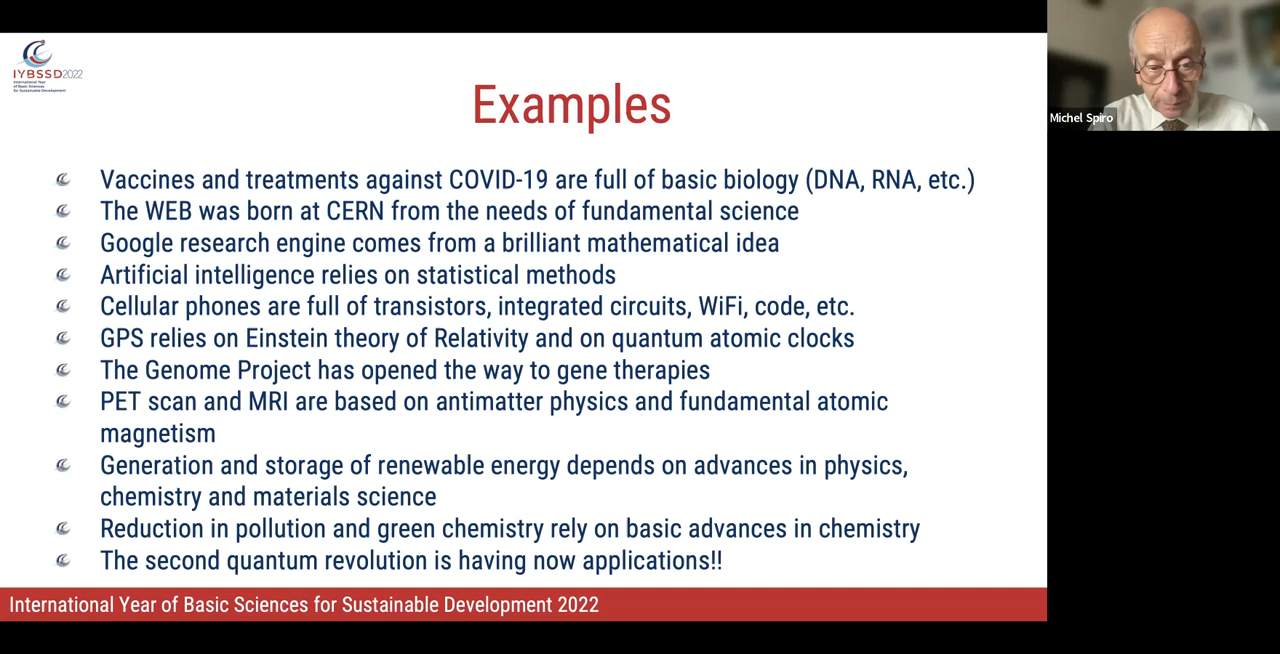 IYBSSD2022
International Year
of Basic Sciences
for Sustainable Development
Examples
Michel Spiro
Vaccines and treatments against COVID-19 are full of basic biology (DNA, RNA, etc.)
The WEB was born at CERN from the needs of fundamental science
Google research engine comes from a brilliant mathematical idea
Artificial intelligence relies on statistical methods
Cellular phones are full of transistors, integrated circuits, WiFi, code, etc.
GPS relies on Einstein theory of Relativity and on quantum atomic clocks
The Genome Project has opened the way to gene therapies
PET scan and MRI are based on antimatter physics and fundamental atomic
magnetism
Generation and storage of renewable energy depends on advances in physics,
chemistry and materials science
Reduction in pollution and green chemistry rely on basic advances in chemistry
The second quantum revolution is having now applications!!
International Year of Basic Sciences for Sustainable Development 2022